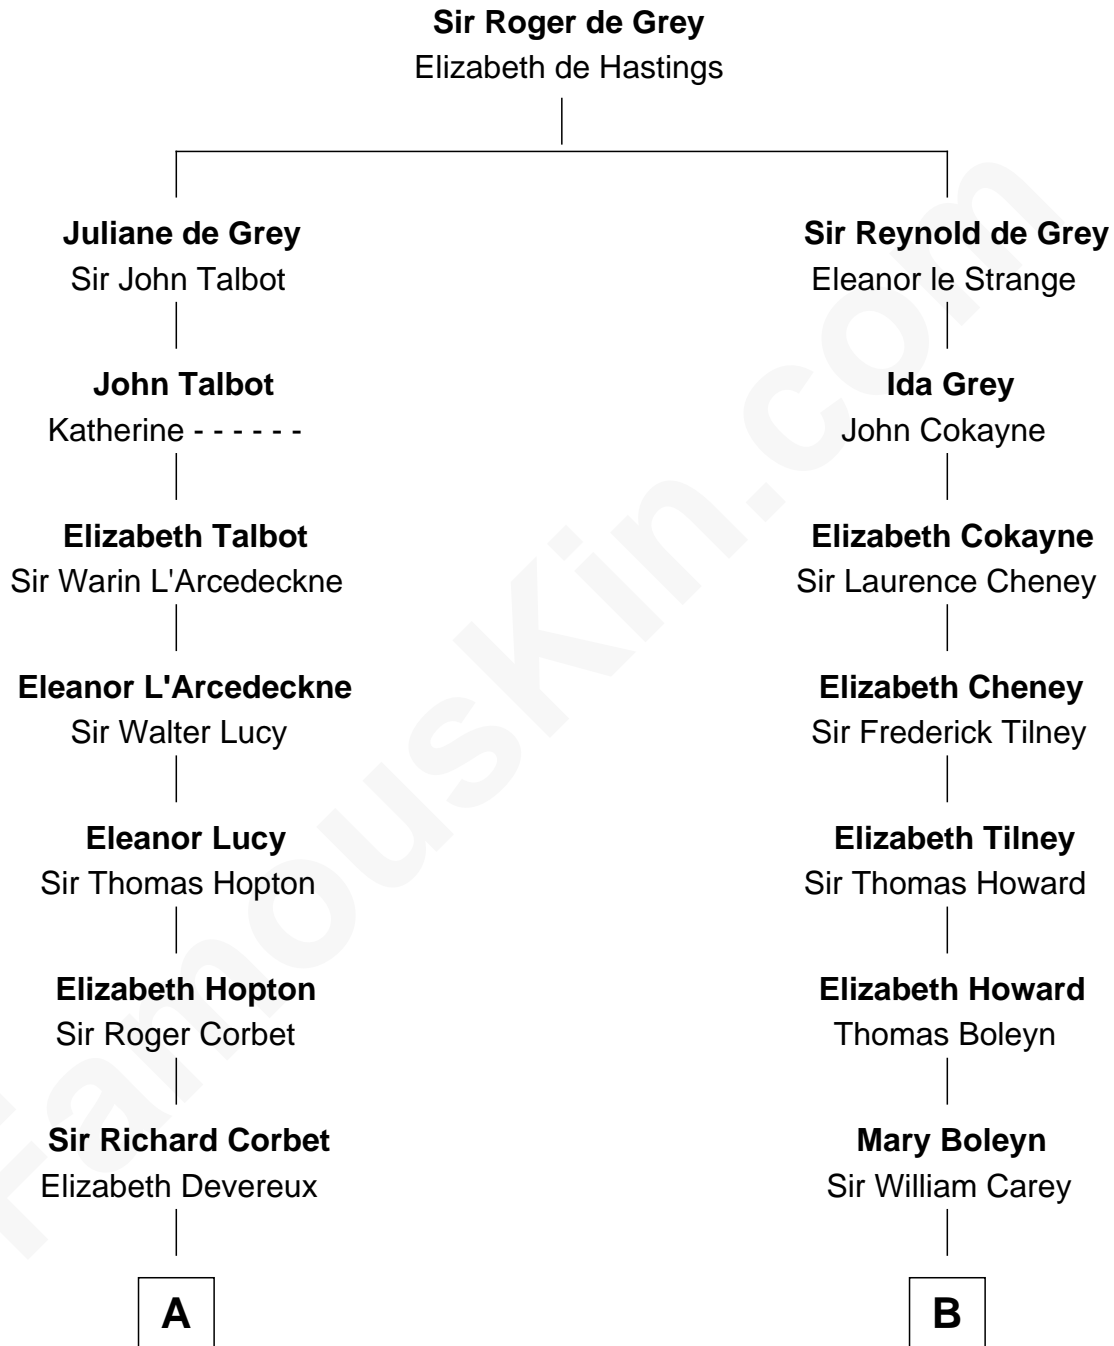 Sir Roger de Grey
Elizabeth de Hastings
Juliane de Grey
Sir John Talbot
John Talbot
Katherine - - - - - -
Elizabeth Talbot
Sir Warin L'Arcedeckne
Eleanor L'Arcedeckne
Sir Walter Lucy
Eleanor Lucy
Sir Thomas Hopton
Elizabeth Hopton
Sir Roger Corbet
Sir Richard Corbet
Elizabeth Devereux
A
Sir Reynold de Grey
Eleanor le Strange
Ida Grey
John Cokayne
Elizabeth Cokayne
Sir Laurence Cheney
Elizabeth Cheney
Sir Frederick Tilney
Elizabeth Tilney
Sir Thomas Howard
Elizabeth Howard
Thomas Boleyn
Mary Boleyn
Sir William Carey
B
FamousKin.com